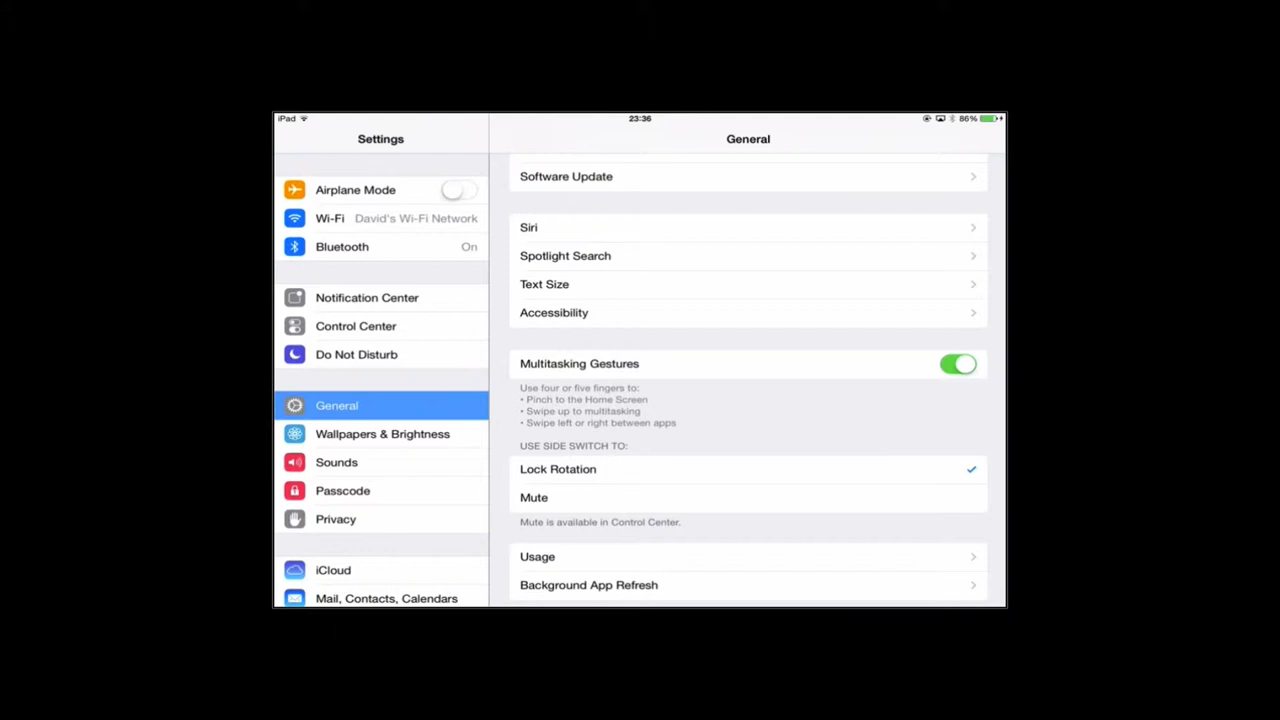 iPad 23:36 86%
Settings
Airplane Mode
Wi-Fi David's Wi-Fi Network
Bluetooth On
Notification Center
Control Center
Do Not Disturb
General
Wallpapers & Brightness
Sounds
Passcode
Privacy
iCloud
Mail, Contacts, Calendars
General
Software Update
Siri
Spotlight Search
Text Size
Accessibility
Multitasking Gestures
Use four or five fingers to:
• Pinch to the Home Screen
• Swipe up to multitasking
• Swipe left or right between apps
USE SIDE SWITCH TO:
Lock Rotation
Mute
Mute is available in Control Center.
Usage
Background App Refresh